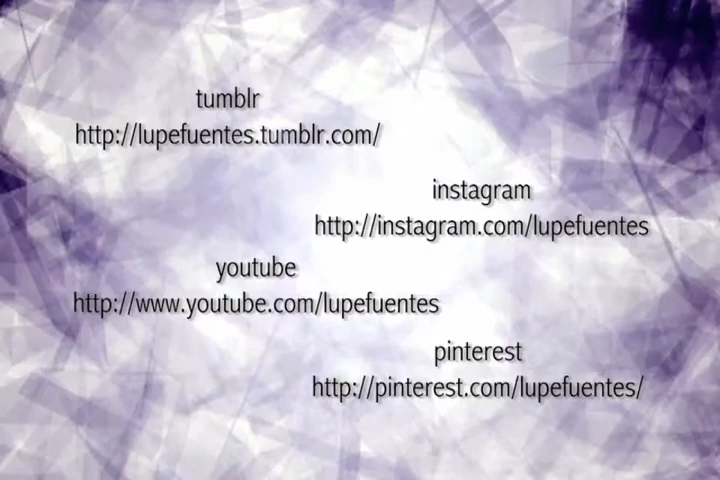 tumblr
http://lupefuentes.tumblr.com/
instagram
http://instagram.com/lupefuentes
youtube
http://www.youtube.com/lupefuentes
pinterest
http://pinterest.com/lupefuentes/